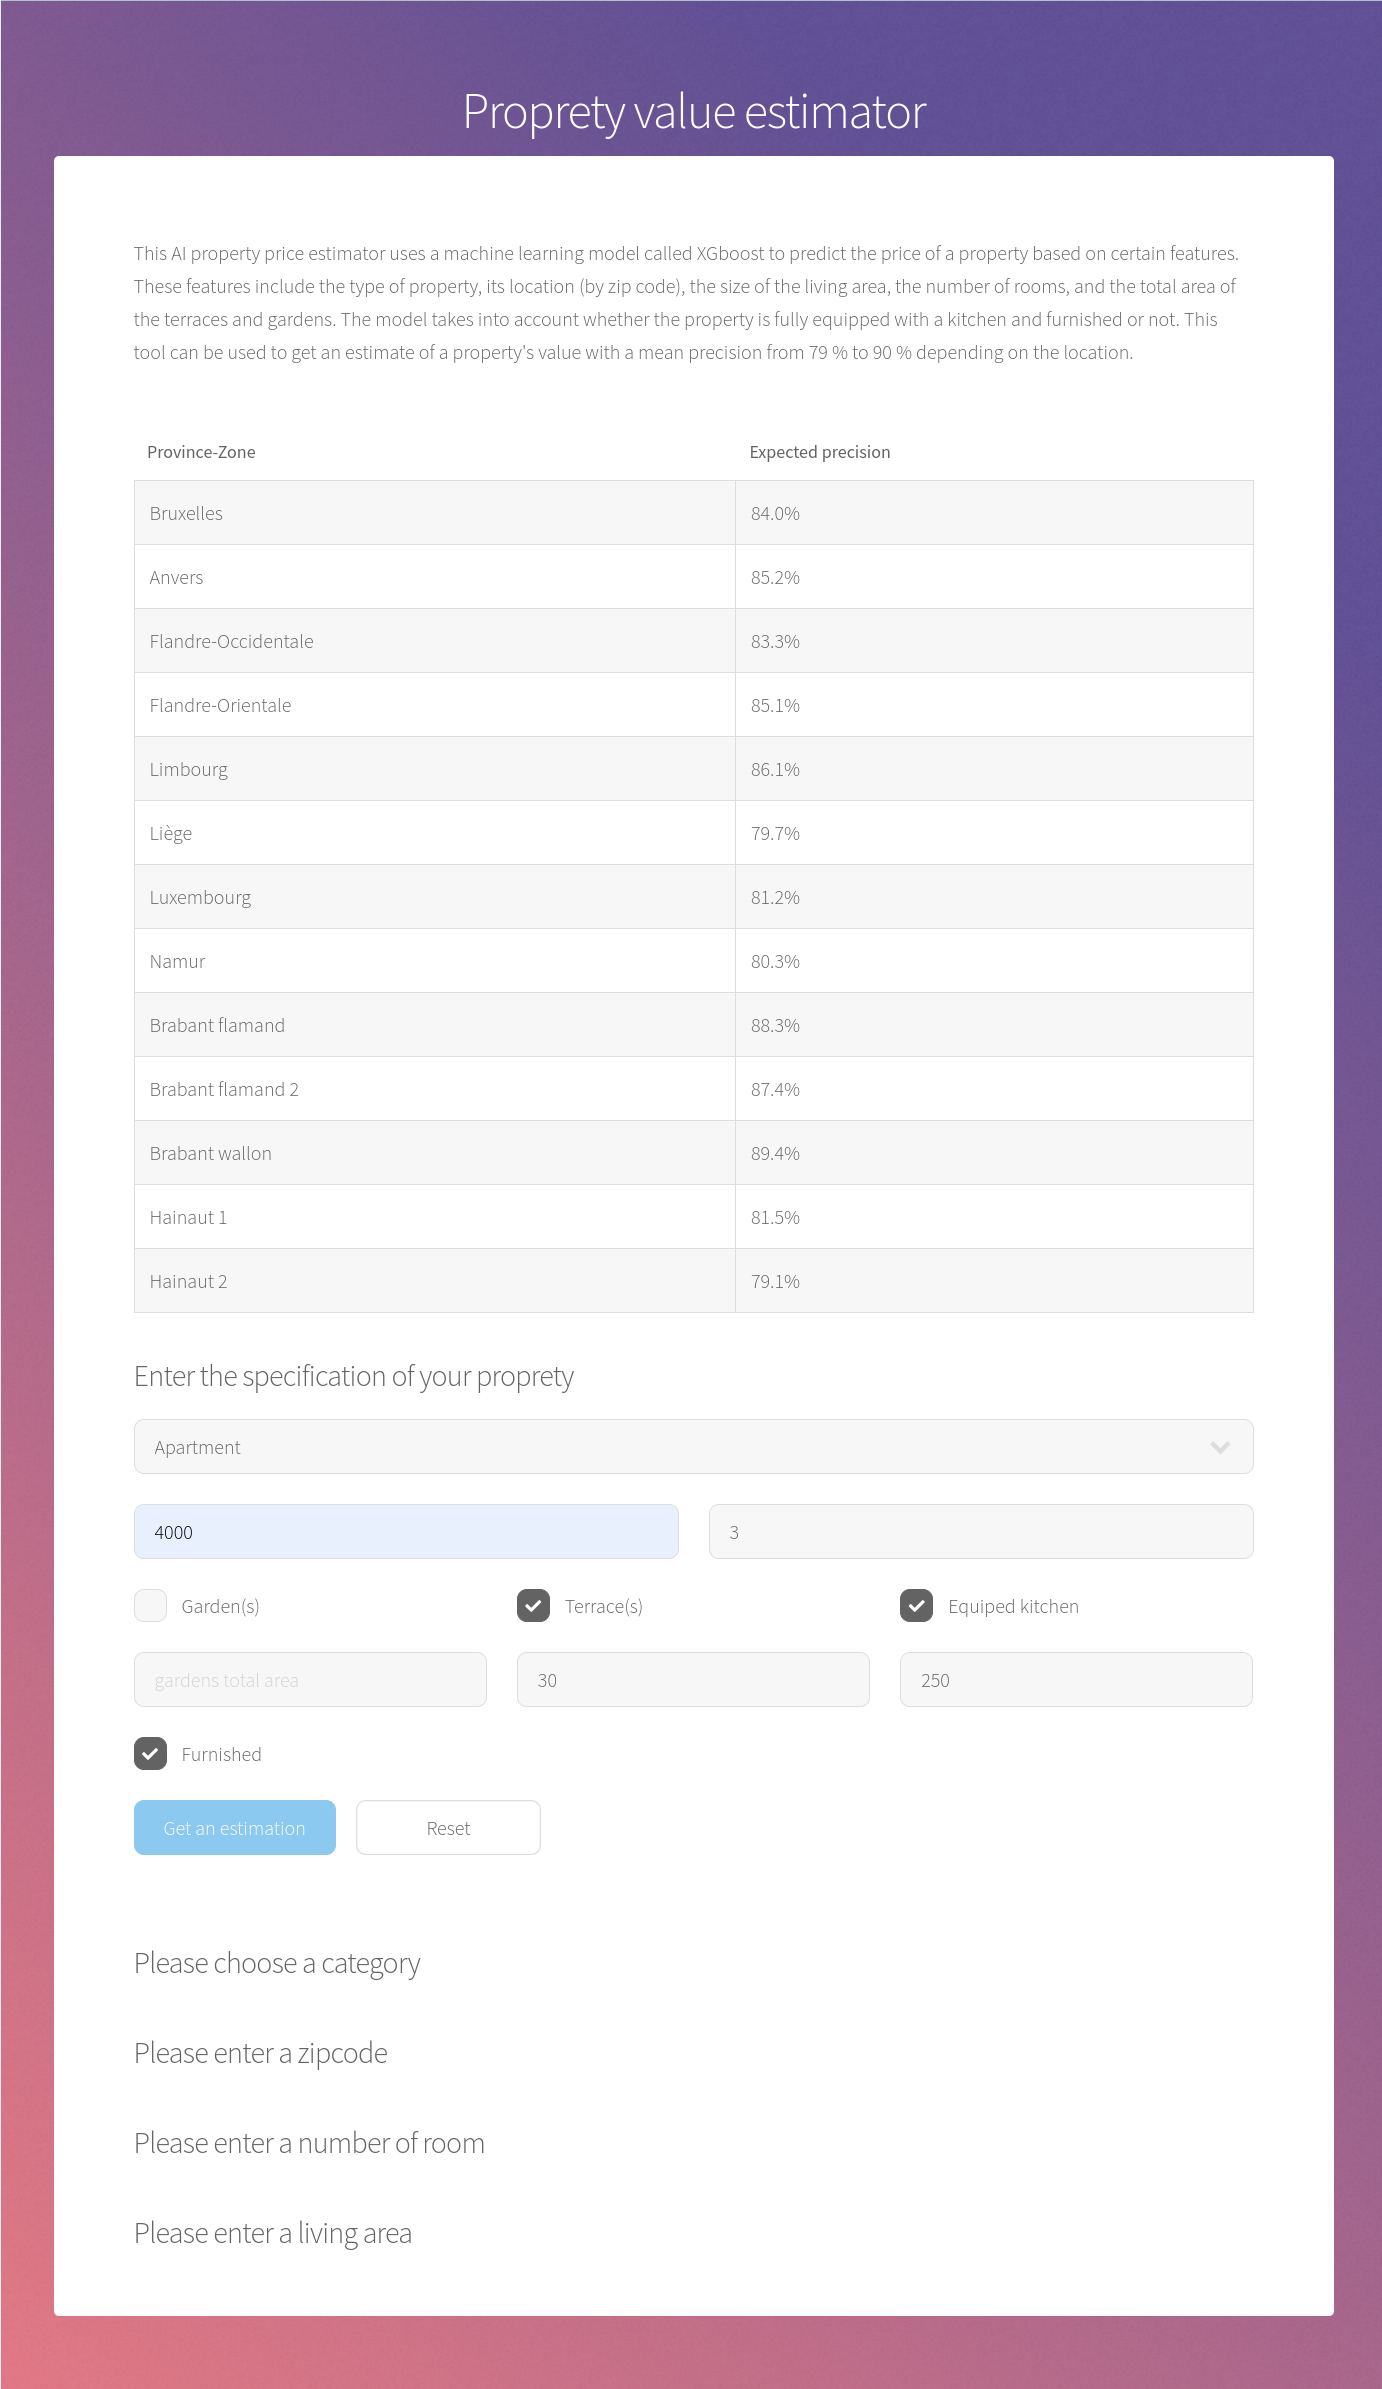 Proprety value estimator
This AI property price estimator uses a machine learning model called XGboost to predict the price of a property based on certain features.
These features include the type of property, its location (by zip code), the size of the living area, the number of rooms, and the total area of
the terraces and gardens. The model takes into account whether the property is fully equipped with a kitchen and furnished or not. This
tool can be used to get an estimate of a property's value with a mean precision from 79 % to 90 % depending on the location.
Province-Zone Expected precision
Bruxelles 84.0%
Anvers 85.2%
Flandre-Occidentale 83.3%
Flandre-Orientale 85.1%
Limbourg 86.1%
Liège 79.7%
Luxembourg 81.2%
Namur 80.3%
Brabant flamand 88.3%
Brabant flamand 2 87.4%
Brabant wallon 89.4%
Hainaut 1 81.5%
Hainaut 2 79.1%
Enter the specification of your proprety
Apartment
4000 3
Garden(s) Terrace(s) Equiped kitchen
gardens total area 30 250
Furnished
Get an estimation Reset
Please choose a category
Please enter a zipcode
Please enter a number of room
Please enter a living area